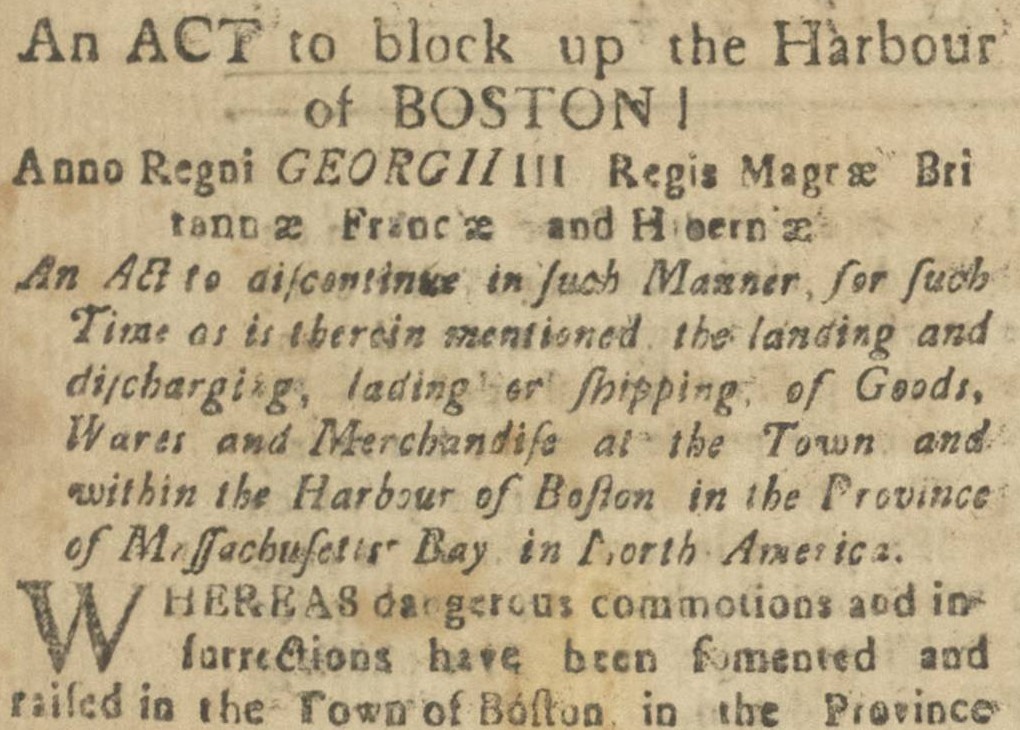 An ACT to block up the Harbour
of BOSTON!
Anno Regni GEORGII III Regis Magnæ Bri
tanniæ Franciæ and Hiberniæ
An Act to diſcontinue in ſuch Manner, for ſuch
Time as is therein mentioned the landing and
diſcharging, lading or ſhipping, of Goods,
Wares and Merchandiſe at the Town and
within the Harbour of Boſton in the Province
of Maſſachuſetts Bay in North America.
WHEREAS dangerous commotions and in-
ſurrections have been fomented and
raiſed in the Town of Boſton in the Province